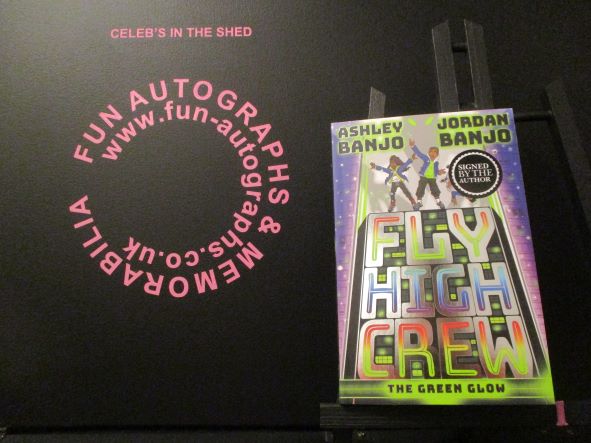 CELEB'S IN THE SHED
FUN AUTOGRAPHS & MEMORABILIA
www.fun-autographs.co.uk
ASHLEY BANJO
JORDAN BANJO
SIGNED
BY THE
AUTHOR
FLY
HIGH
CREW
THE GREEN GLOW